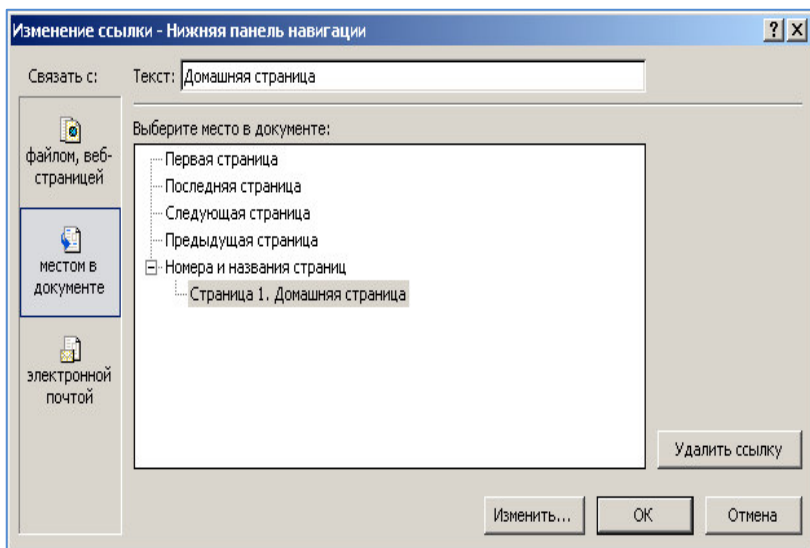 Изменение ссылки - Нижняя панель навигации
Связать с:
Текст: Домашняя страница
файлом, веб-
страницей
местом в
документе
электронной
почтой
Выберите место в документе:
Первая страница
Последняя страница
Следующая страница
Предыдущая страница
Номера и названия страниц
Страница 1. Домашняя страница
Удалить ссылку
Изменить...
ОК
Отмена